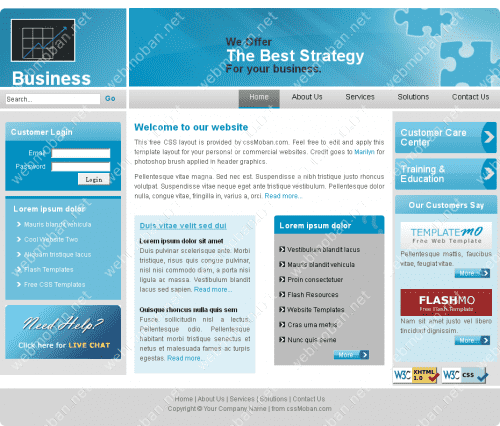 Business
We Offer
The Best Strategy
For your business.
Search...
Go
Home
About Us
Services
Solutions
Contact Us
Customer Login
Email
Password
Login
Lorem ipsum dolor
Mauris blandit vehicula
Cool Website Two
Aliquam tristique lacus
Flash Templates
Free CSS Templates
Need Help?
Click here for LIVE CHAT
Welcome to our website
This free CSS layout is provided by cssMoban.com. Feel free to edit and apply this
template layout for your personal or commercial websites. Credit goes to Marilyn for
photoshop brush applied in header graphics.
Pellentesque vitae magna. Sed nec est. Suspendisse a nibh tristique justo rhoncus
volutpat. Suspendisse vitae neque eget ante tristique vestibulum. Pellentesque dolor
nulla, congue vitae, fringilla in, varius a, orci. Read more...
Duis vitae velit sed dui
Lorem ipsum dolor sit amet
Duis pulvinar scelerisque ante. Morbi
tristique, risus quis congue pulvinar,
nisl nisi commodo diam, a porta nisi
ligula ac massa. Vestibulum blandit
lacus sed sapien. Read more...
Quisque rhoncus nulla quis sem
Fusce sollicitudin nisl a lectus.
Pellentesque odio. Pellentesque
habitant morbi tristique senectus et
netus et malesuada fames ac turpis
egestas. Read more...
Lorem ipsum dolor
Vestibulum blandit lacus
Mauris blandit vehicula
Proin consectetuer
Flash Resources
Website Templates
Cras urna mattis
Nunc quis seme
More
Customer Care
Center
Training &
Education
Our Customers Say
TEMPLATEMO
Free Web Template
Pellentesque mattis, faucibus
vitae, feugiat vitae.
More
FLASHMO
Free Flash Template
Nam sit amet justo vel libero
tincidunt dignissim.
More
W3C XHTML 1.0
W3C CSS
Home | About Us | Services | Solutions | Contact Us
Copyright © Your Company Name | from cssMoban.com
webmoban.net